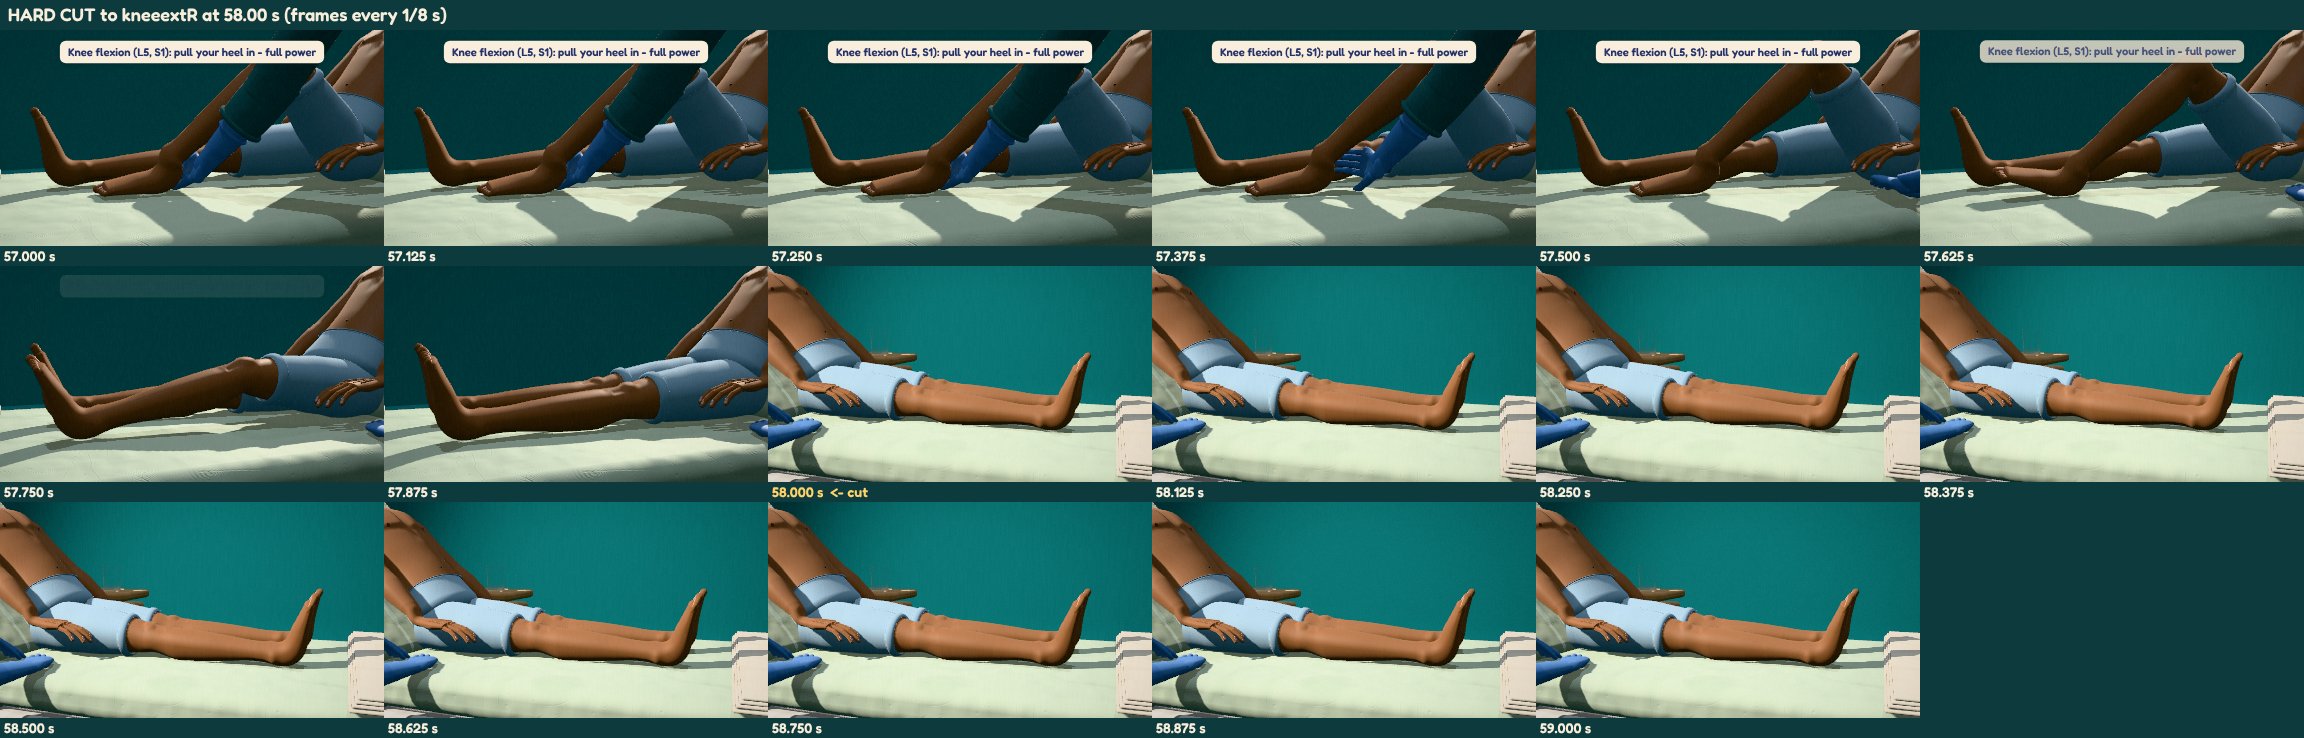 HARD CUT to kneeextR at 58.00 s (frames every 1/8 s)
Knee flexion (L5, S1): pull your heel in - full power
Knee flexion (L5, S1): pull your heel in - full power
Knee flexion (L5, S1): pull your heel in - full power
Knee flexion (L5, S1): pull your heel in - full power
Knee flexion (L5, S1): pull your heel in - full power
Knee flexion (L5, S1): pull your heel in - full power
57.000 s
57.125 s
57.250 s
57.375 s
57.500 s
57.625 s
57.750 s
57.875 s
58.000 s <- cut
58.125 s
58.250 s
58.375 s
58.500 s
58.625 s
58.750 s
58.875 s
59.000 s